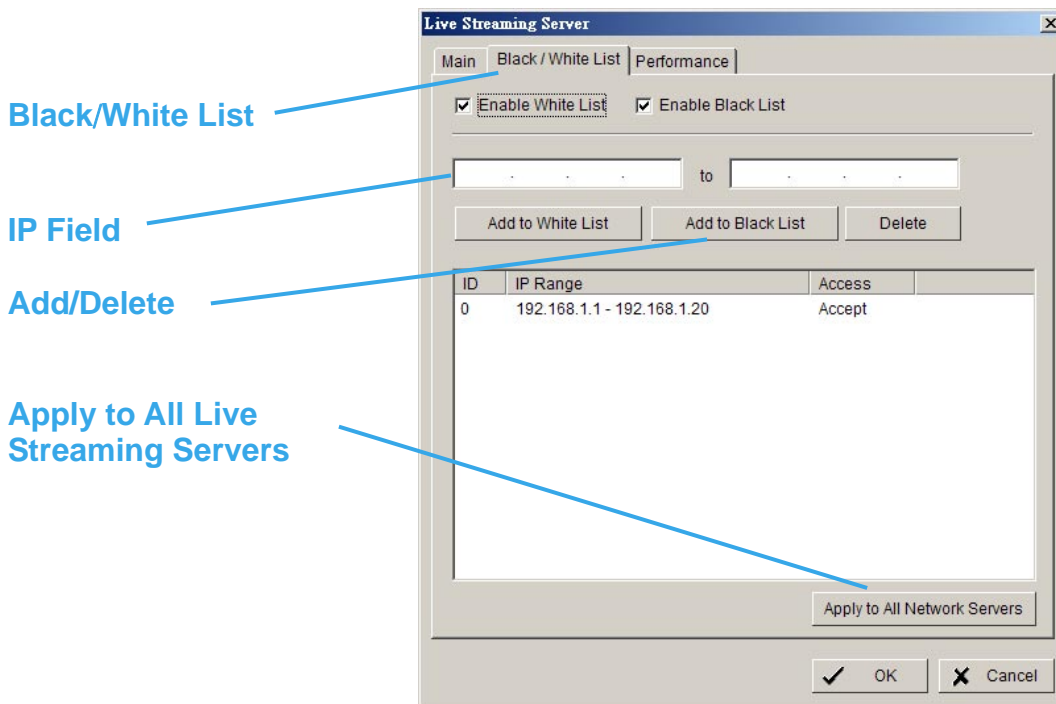 Live Streaming Server
Main Black / White List Performance
Black/White List
Enable White List Enable Black List
to
IP Field
Add to White List Add to Black List Delete
Add/Delete
ID IP Range Access
0 192.168.1.1 - 192.168.1.20 Accept
Apply to All Live
Streaming Servers
Apply to All Network Servers
OK Cancel